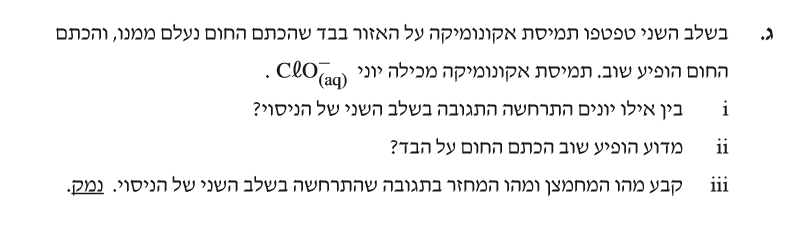 ג. בשלב השני טפטפו תמיסת אקונומיקה על האזור בבד שהכתם החום נעלם ממנו, והכתם
החום הופיע שוב. תמיסת אקונומיקה מכילה יוני ClO⁻(aq) .
i בין אילו יונים התרחשה התגובה בשלב השני של הניסוי?
ii מדוע הופיע שוב הכתם החום על הבד?
iii קבע מהו המחמצן ומהו המחזר בתגובה שהתרחשה בשלב השני של הניסוי. נמק.